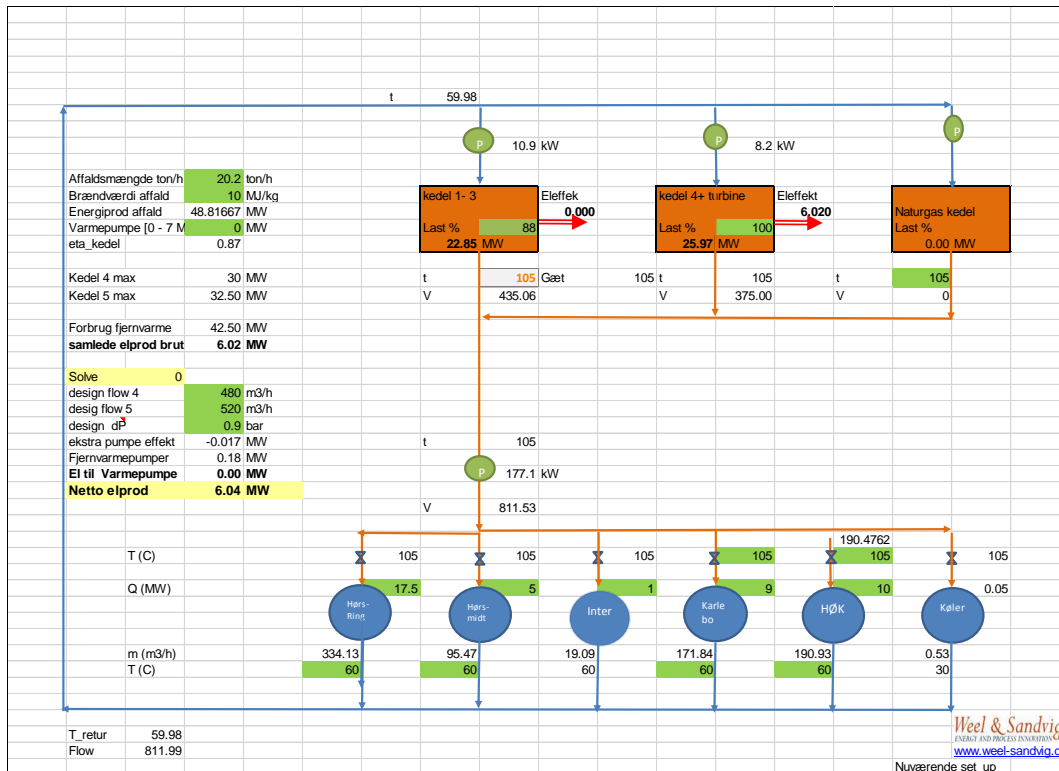 t 59.98
P 10.9 kW P 8.2 kW P
Affaldsmængde ton/h 20.2 ton/h
Brændværdi affald 10 MJ/kg kedel 1- 3 Eleffek kedel 4+ turbine Eleffekt
Energiprod affald 48.81667 MW 0.000 6.020 Naturgas kedel
Varmepumpe [0 - 7 M 0 MW Last % 88 Last % 100 Last %
eta_kedel 0.87 22.85 MW 25.97 MW 0.00 MW
Kedel 4 max 30 MW t 105 Gæt 105 t 105 t 105
Kedel 5 max 32.50 MW V 435.06 V 375.00 V 0
Forbrug fjernvarme 42.50 MW
samlede elprod brut 6.02 MW
Solve 0
design flow 4 480 m3/h
desig flow 5 520 m3/h
design dP 0.9 bar
ekstra pumpe effekt -0.017 MW t 105
Fjernvarmepumper 0.18 MW
El til Varmepumpe 0.00 MW P 177.1 kW
Netto elprod 6.04 MW
V 811.53
190.4762
T (C) 105 105 105 105 105 105
Q (MW) 17.5 5 1 9 10 0.05
Hørs-Ring Hørs-midt Inter Karle bo HØK Køler
m (m3/h) 334.13 95.47 19.09 171.84 190.93 0.53
T (C) 60 60 60 60 60 30
T_retur 59.98
Flow 811.99
Weel & Sandvig
ENERGY AND PROCESS INNOVATION
www.weel-sandvig.d
Nuværende set up